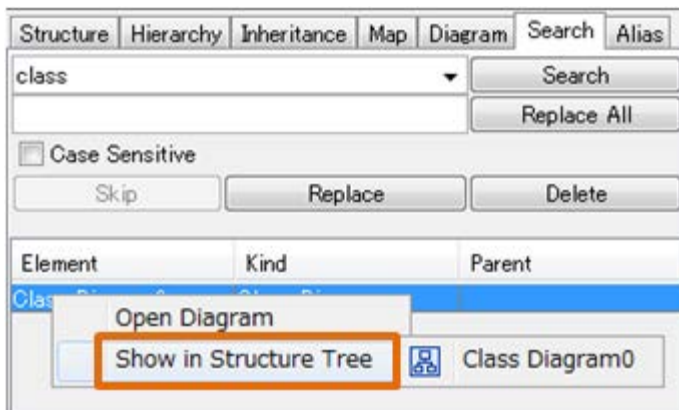 Structure Hierarchy Inheritance Map Diagram Search Alias
class Search
Replace All
Case Sensitive
Skip Replace Delete
Element Kind Parent
Open Diagram
Show in Structure Tree Class Diagram0